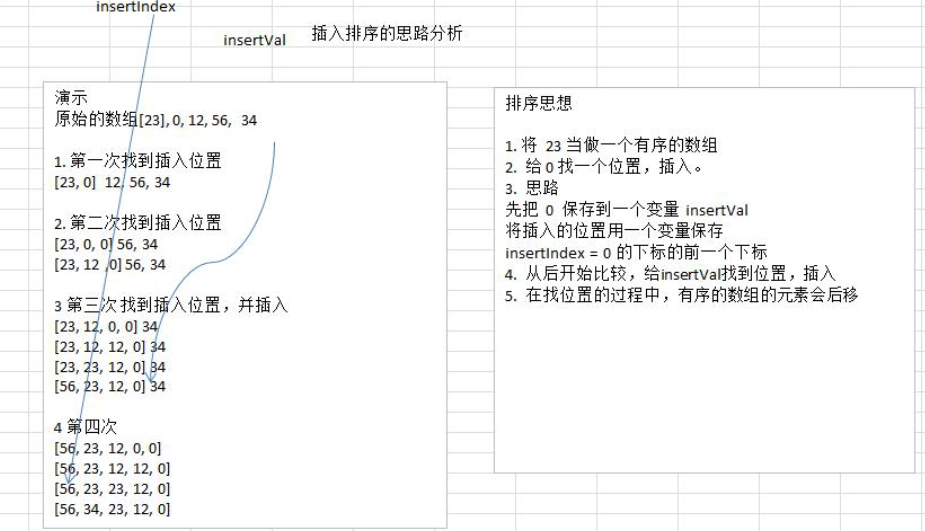 insertIndex
insertVal
插入排序的思路分析
演示
原始的数组[23], 0, 12, 56,  34
1. 第一次找到插入位置
[23, 0]  12, 56, 34
2. 第二次找到插入位置
[23, 0, 0] 56, 34
[23, 12 ,0] 56, 34
3 第三次 找到插入位置，并插入
[23, 12, 0, 0] 34
[23, 12, 12, 0] 34
[23, 23, 12, 0] 34
[56, 23, 12, 0] 34
4 第四次
[56, 23, 12, 0, 0]
[56, 23, 12, 12, 0]
[56, 23, 23, 12, 0]
[56, 34, 23, 12, 0]
排序思想
1. 将  23 当做一个有序的数组
2.  给 0 找一个位置，插入。
3.  思路
先把  0  保存到一个变量  insertVal
将插入的位置用一个变量保存
insertIndex = 0 的下标的前一个下标
4.  从后开始比较，给insertVal找到位置，插入
5.  在找位置的过程中，有序的数组的元素会后移